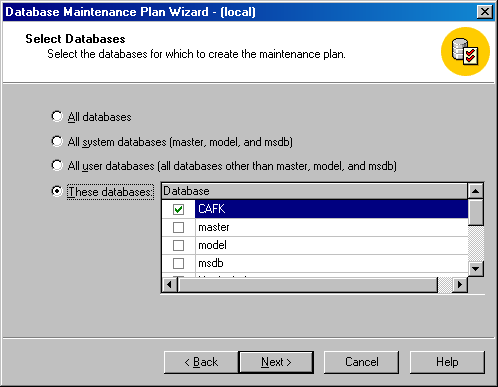 Database Maintenance Plan Wizard - (local)
Select Databases
Select the databases for which to create the maintenance plan.
All databases
All system databases (master, model, and msdb)
All user databases (all databases other than master, model, and msdb)
These databases:
Database
CAFK
master
model
msdb
< Back
Next >
Cancel
Help